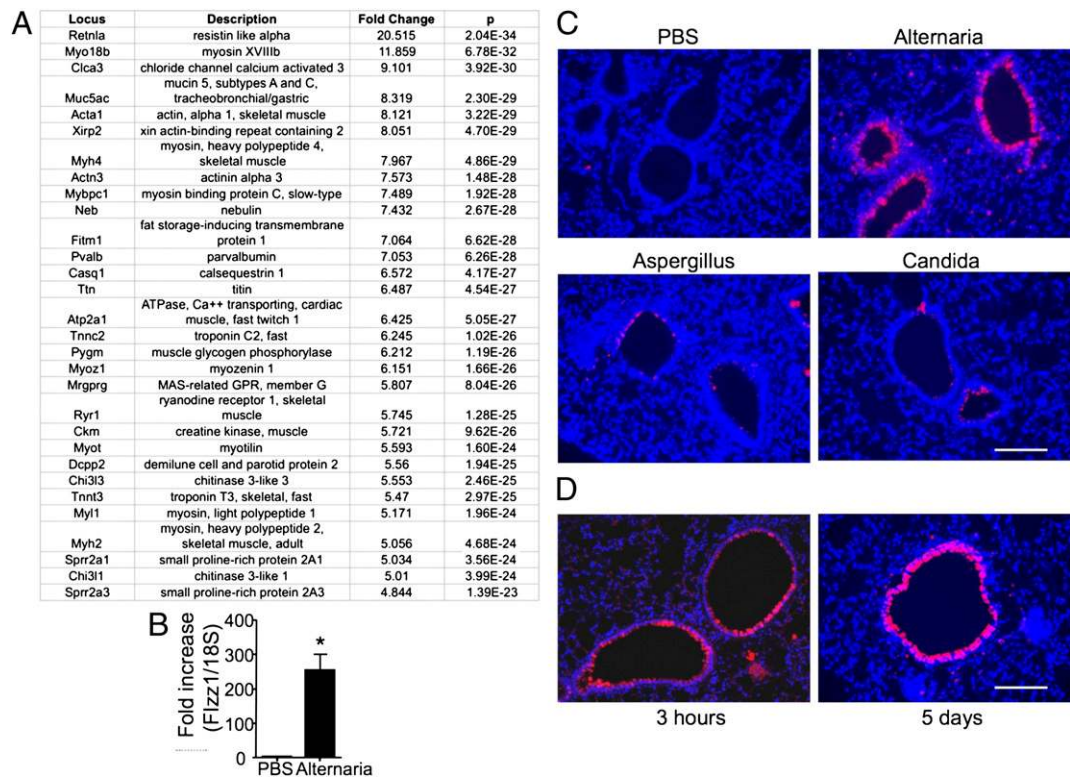 A
Locus Description Fold Change p
Retnla resistin like alpha 20.515 2.04E-34
Myo18b myosin XVIIIb 11.859 6.78E-32
Clca3 chloride channel calcium activated 3 9.101 3.92E-30
mucin 5, subtypes A and C,
Muc5ac tracheobronchial/gastric 8.319 2.30E-29
Acta1 actin, alpha 1, skeletal muscle 8.121 3.22E-29
Xirp2 xin actin-binding repeat containing 2 8.051 4.70E-29
myosin, heavy polypeptide 4,
Myh4 skeletal muscle 7.967 4.86E-29
Actn3 actinin alpha 3 7.573 1.48E-28
Mybpc1 myosin binding protein C, slow-type 7.489 1.92E-28
Neb nebulin 7.432 2.67E-28
fat storage-inducing transmembrane
Fitm1 protein 1 7.064 6.62E-28
Pvalb parvalbumin 7.053 6.26E-28
Casq1 calsequestrin 1 6.572 4.17E-27
Ttn titin 6.487 4.54E-27
ATPase, Ca++ transporting, cardiac
Atp2a1 muscle, fast twitch 1 6.425 5.05E-27
Tnnc2 troponin C2, fast 6.245 1.02E-26
Pygm muscle glycogen phosphorylase 6.212 1.19E-26
Myoz1 myozenin 1 6.151 1.66E-26
Mrgprg MAS-related GPR, member G 5.807 8.04E-26
ryanodine receptor 1, skeletal
Ryr1 muscle 5.745 1.28E-25
Ckm creatine kinase, muscle 5.721 9.62E-26
Myot myotilin 5.593 1.60E-24
Dcpp2 demilune cell and parotid protein 2 5.56 1.94E-25
Chi3l3 chitinase 3-like 3 5.553 2.46E-25
Tnnt3 troponin T3, skeletal, fast 5.47 2.97E-25
Myl1 myosin, light polypeptide 1 5.171 1.96E-24
myosin, heavy polypeptide 2,
Myh2 skeletal muscle, adult 5.056 4.68E-24
Sprr2a1 small proline-rich protein 2A1 5.034 3.56E-24
Chi3l1 chitinase 3-like 1 5.01 3.99E-24
Sprr2a3 small proline-rich protein 2A3 4.844 1.39E-23
B
Fold increase
(FIzz1/18S)
400
300
200
100
0
*
PBS Alternaria
C
PBS Alternaria
Aspergillus Candida
D
3 hours 5 days